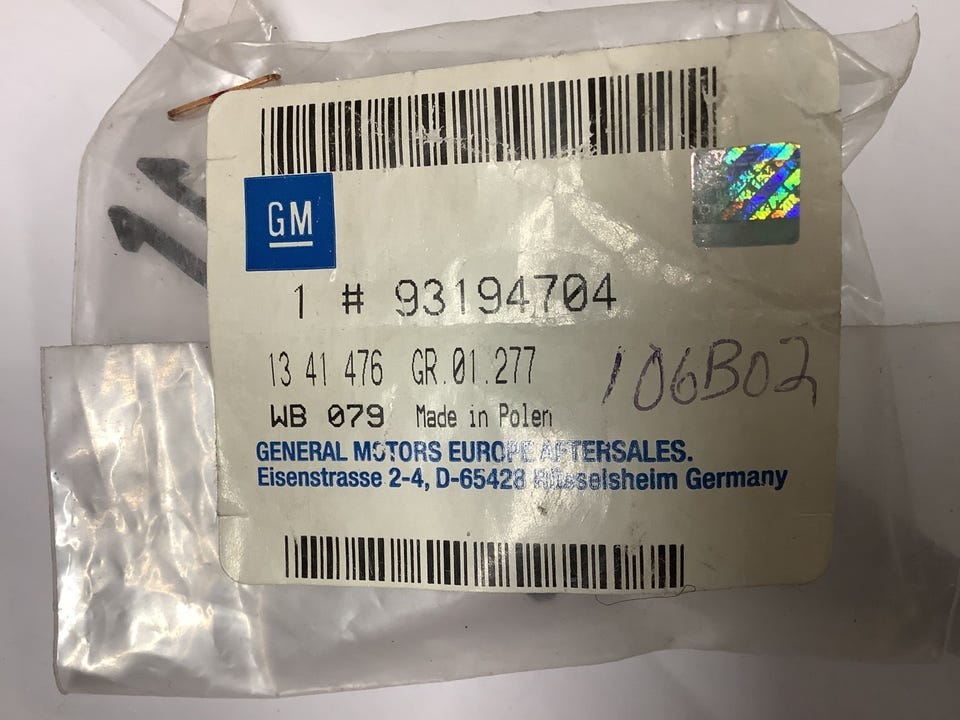 GM
1 # 93194704
13 41 476 GR.01.277
106B02
WB 079 Made in Polen
GENERAL MOTORS EUROPE AFTERSALES.
Eisenstrasse 2-4, D-65428 Rüsselsheim Germany